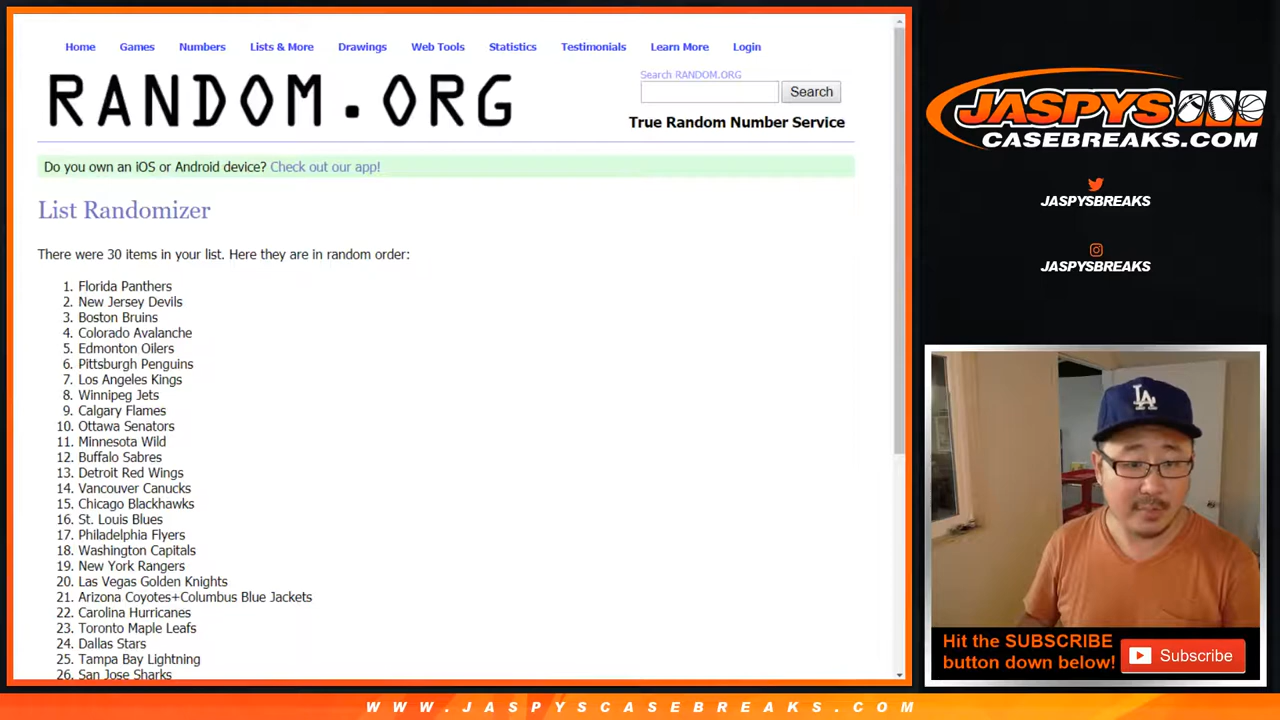 Home Games Numbers Lists & More Drawings Web Tools Statistics Testimonials Learn More Login
RANDOM.ORG
Search RANDOM.ORG
Search
True Random Number Service
Do you own an iOS or Android device? Check out our app!
List Randomizer
There were 30 items in your list. Here they are in random order:
1. Florida Panthers
2. New Jersey Devils
3. Boston Bruins
4. Colorado Avalanche
5. Edmonton Oilers
6. Pittsburgh Penguins
7. Los Angeles Kings
8. Winnipeg Jets
9. Calgary Flames
10. Ottawa Senators
11. Minnesota Wild
12. Buffalo Sabres
13. Detroit Red Wings
14. Vancouver Canucks
15. Chicago Blackhawks
16. St. Louis Blues
17. Philadelphia Flyers
18. Washington Capitals
19. New York Rangers
20. Las Vegas Golden Knights
21. Arizona Coyotes+Columbus Blue Jackets
22. Carolina Hurricanes
23. Toronto Maple Leafs
24. Dallas Stars
25. Tampa Bay Lightning
26. San Jose Sharks
JASPYS
CASEBREAKS.COM
JASPYSBREAKS
JASPYSBREAKS
LA
Hit the SUBSCRIBE
button down below!
Subscribe
WWW.JASPYSCASEBREAKS.COM